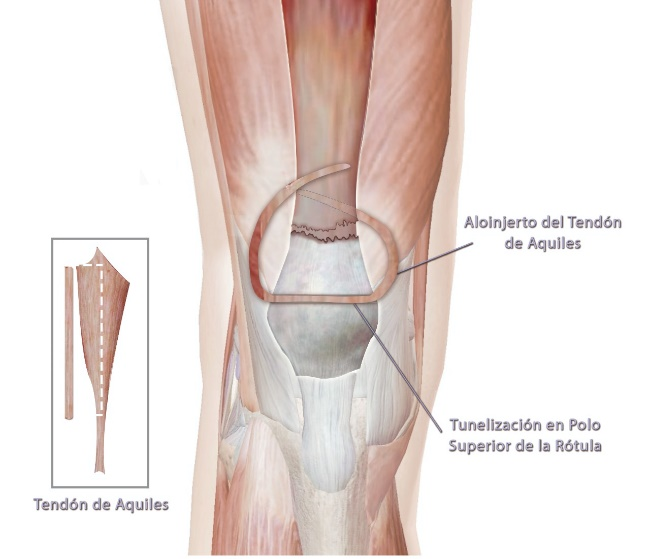 Aloinjerto del Tendón
de Aquiles
Tunelización en Polo
Superior de la Rótula
Tendón de Aquiles